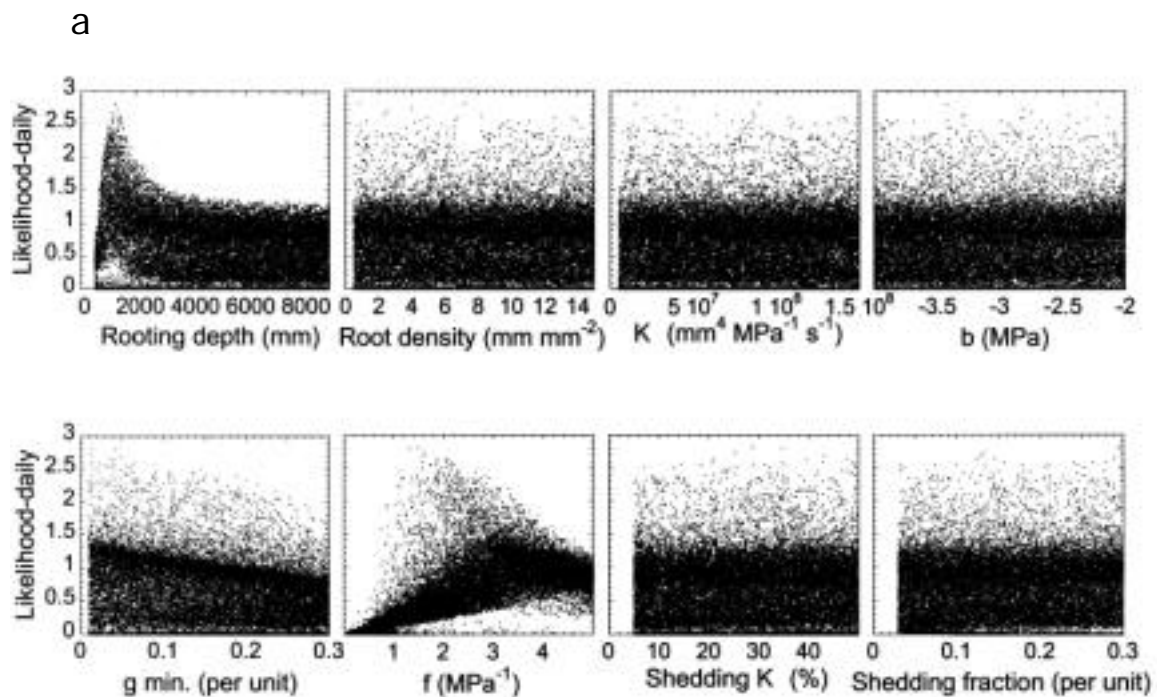 a
Likelihood-daily
3
2.5
2
1.5
1
0.5
0
0 2000 4000 6000 8000
Rooting depth (mm)
0 2 4 6 8 10 12 14
Root density (mm mm⁻²)
0 5 10⁷ 1 10⁸ 1.5 10⁸
K (mm⁴ MPa⁻¹ s⁻¹)
-3.5 -3 -2.5 -2
b (MPa)
Likelihood-daily
3
2.5
2
1.5
1
0.5
0
0 0.1 0.2 0.3
g min. (per unit)
1 2 3 4
f (MPa⁻¹)
0 10 20 30 40
Shedding K (%)
0 0.1 0.2 0.3
Shedding fraction (per unit)